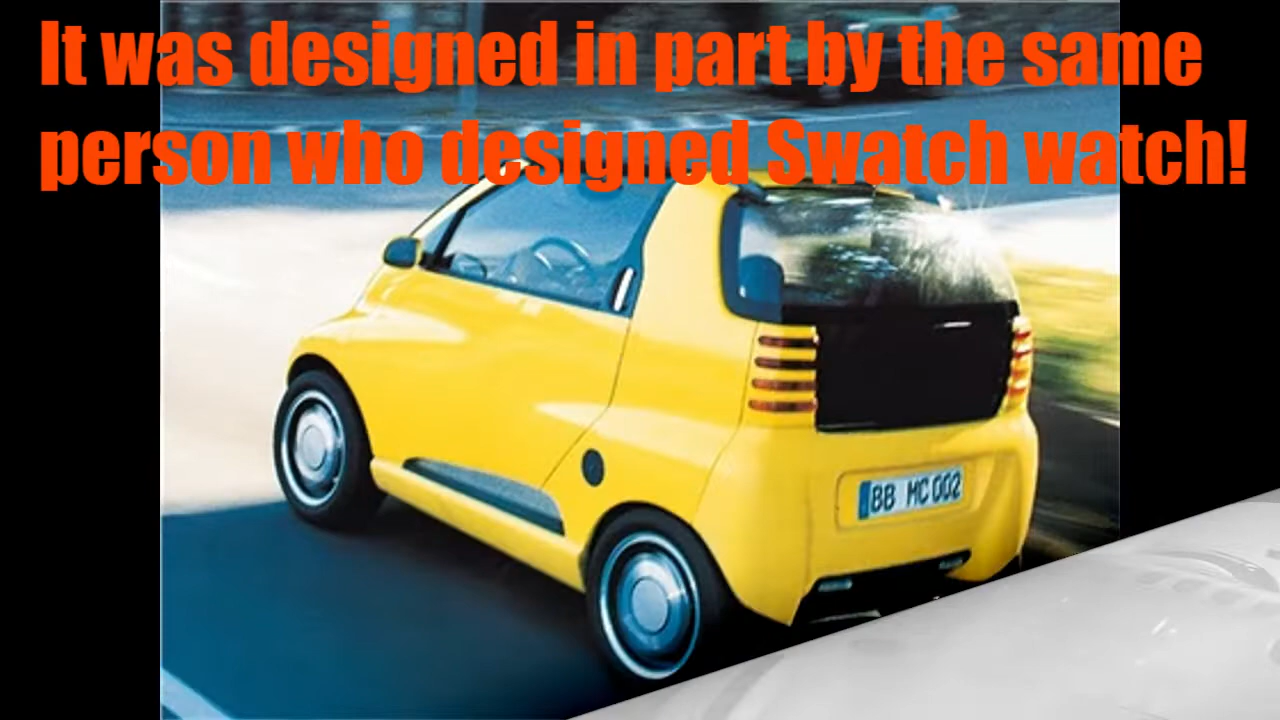 It was designed in part by the same
person who designed Swatch watch!
BB MC 002